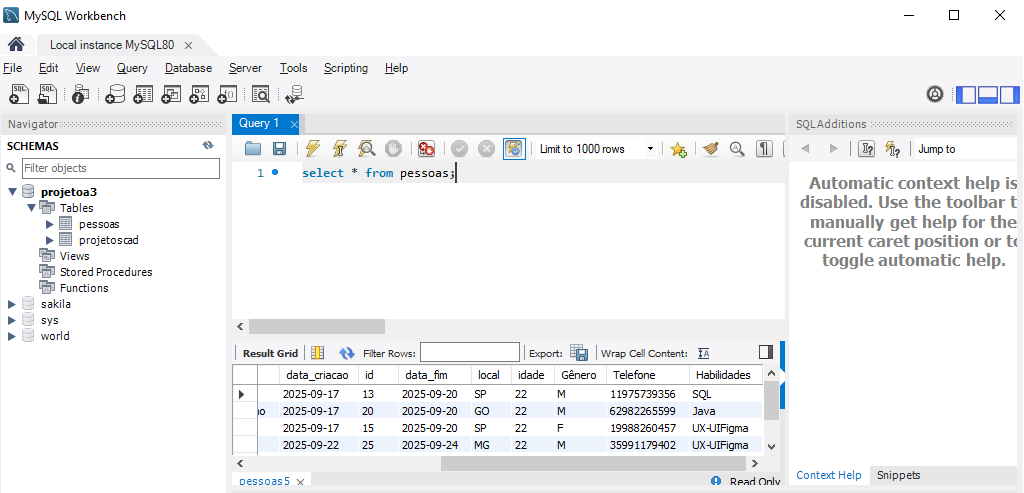 MySQL Workbench
Local instance MySQL80
File Edit View Query Database Server Tools Scripting Help
Navigator
SCHEMAS
Filter objects
projetoa3
Tables
pessoas
projetoscad
Views
Stored Procedures
Functions
sakila
sys
world
Query 1
Limit to 1000 rows
1 select * from pessoas;
Result Grid Filter Rows: Export: Wrap Cell Content:
data_criacao id data_fim local idade Gênero Telefone Habilidades
2025-09-17 13 2025-09-20 SP 22 M 11975739356 SQL
2025-09-17 20 2025-09-20 GO 22 M 62982265599 Java
2025-09-17 15 2025-09-20 SP 22 F 19988260457 UX-UIFigma
2025-09-22 25 2025-09-24 MG 22 M 35991179402 UX-UIFigma
pessoas5 Read Only
SQLAdditions
Jump to
Automatic context help is
disabled. Use the toolbar t
manually get help for the
current caret position or to
toggle automatic help.
Context Help Snippets